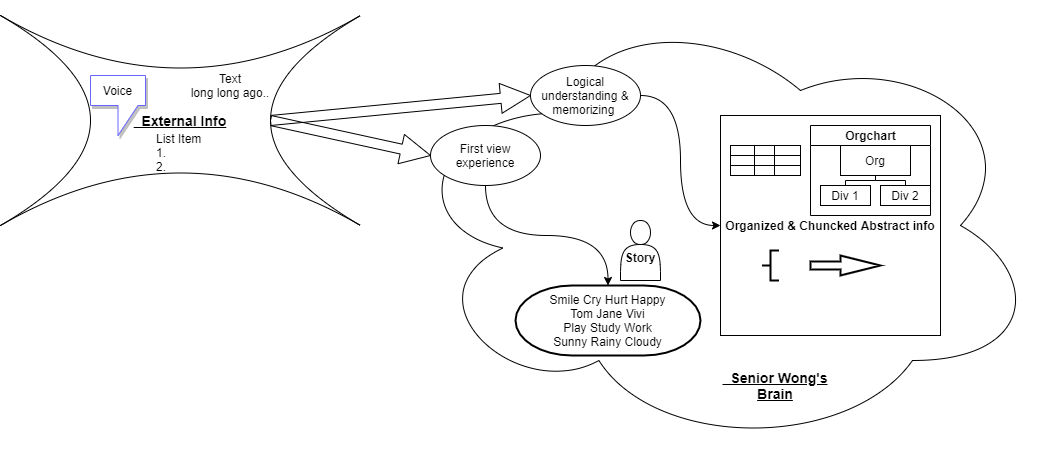 Voice
Text
long long ago..
External Info
List Item
1.
2.
Logical
understanding &
memorizing
First view
experience
Orgchart
Org
Div 1
Div 2
Organized & Chuncked Abstract info
Story
Smile Cry Hurt Happy
Tom Jane Vivi
Play Study Work
Sunny Rainy Cloudy
Senior Wong's
Brain